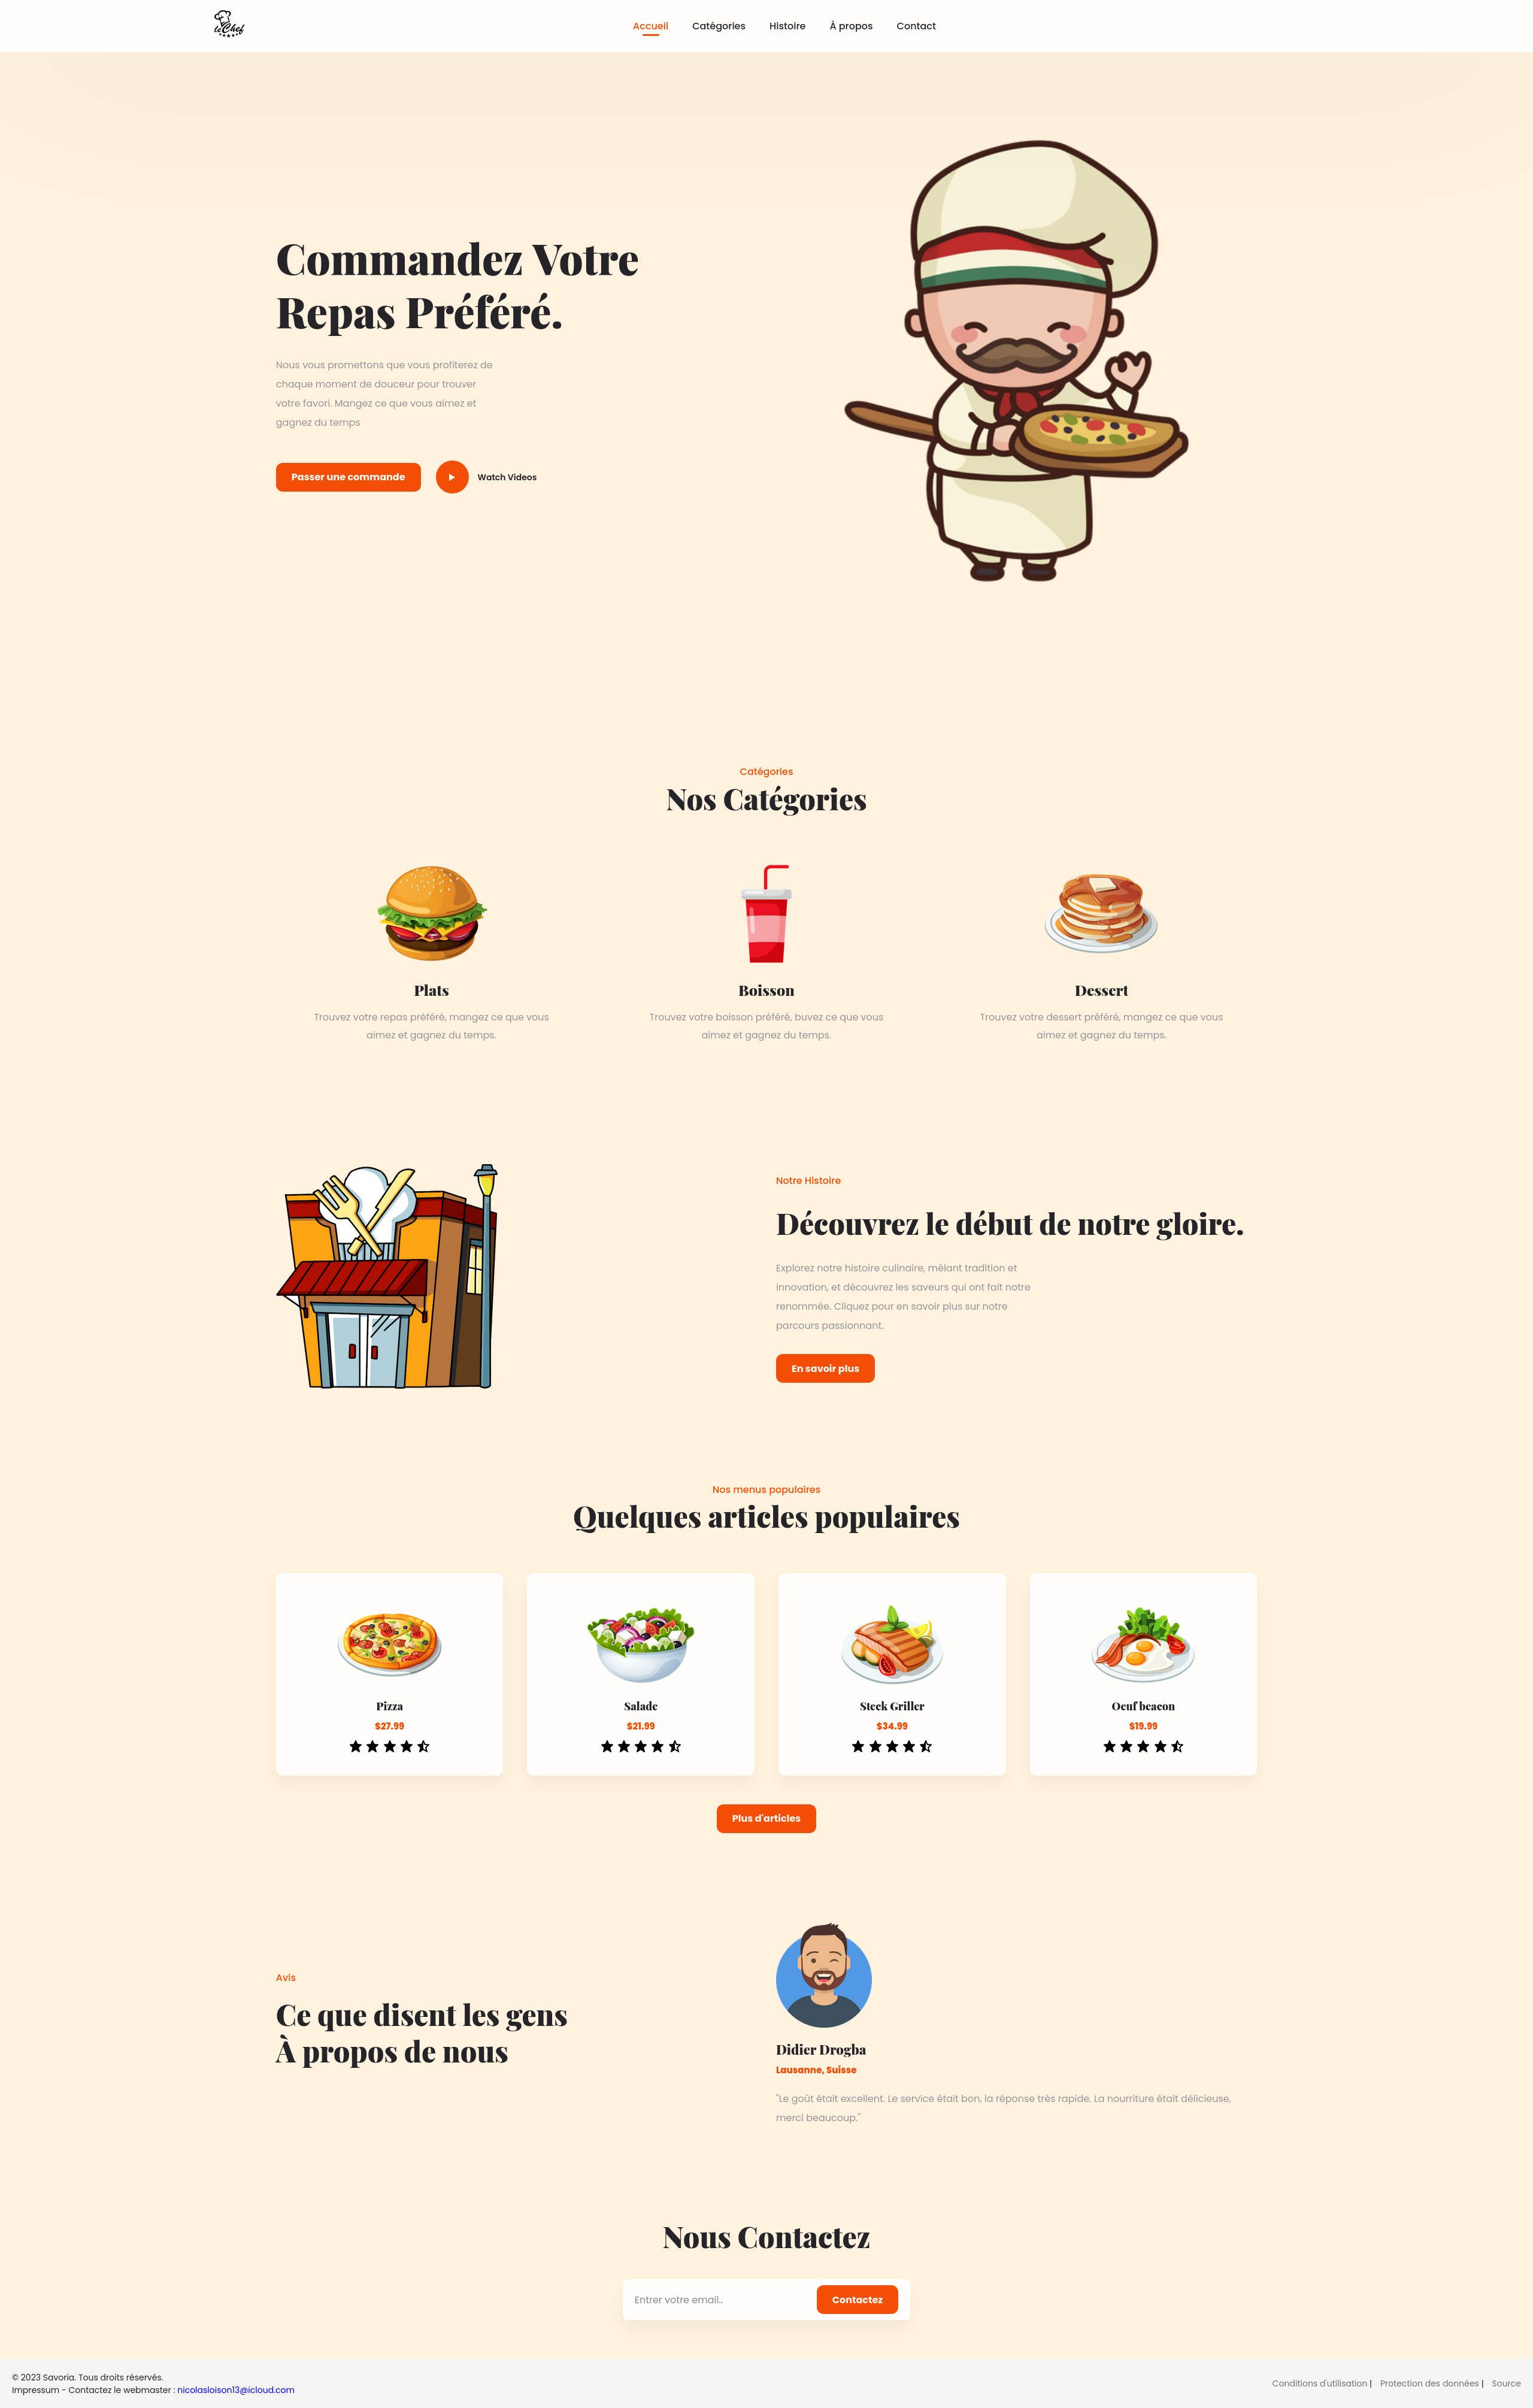 leChef
Accueil
Catégories
Histoire
À propos
Contact
Commandez Votre
Repas Préféré.
Nous vous promettons que vous profiterez de
chaque moment de douceur pour trouver
votre favori. Mangez ce que vous aimez et
gagnez du temps
Passer une commande
Watch Videos
Catégories
Nos Catégories
Plats
Trouvez votre repas préféré, mangez ce que vous
aimez et gagnez du temps.
Boisson
Trouvez votre boisson préféré, buvez ce que vous
aimez et gagnez du temps.
Dessert
Trouvez votre dessert préféré, mangez ce que vous
aimez et gagnez du temps.
Notre Histoire
Découvrez le début de notre gloire.
Explorez notre histoire culinaire, mêlant tradition et
innovation, et découvrez les saveurs qui ont fait notre
renommée. Cliquez pour en savoir plus sur notre
parcours passionnant.
En savoir plus
Nos menus populaires
Quelques articles populaires
Pizza
$27.99
Salade
$21.99
Steck Griller
$34.99
Oeuf beacon
$19.99
Plus d'articles
Avis
Ce que disent les gens
À propos de nous
Didier Drogba
Lausanne, Suisse
"Le goût était excellent. Le service était bon, la réponse très rapide. La nourriture était délicieuse,
merci beaucoup."
Nous Contactez
Entrer votre email..
Contactez
© 2023 Savoria. Tous droits réservés.
Impressum - Contactez le webmaster : nicolasloison13@icloud.com
Conditions d'utilisation | Protection des données | Source